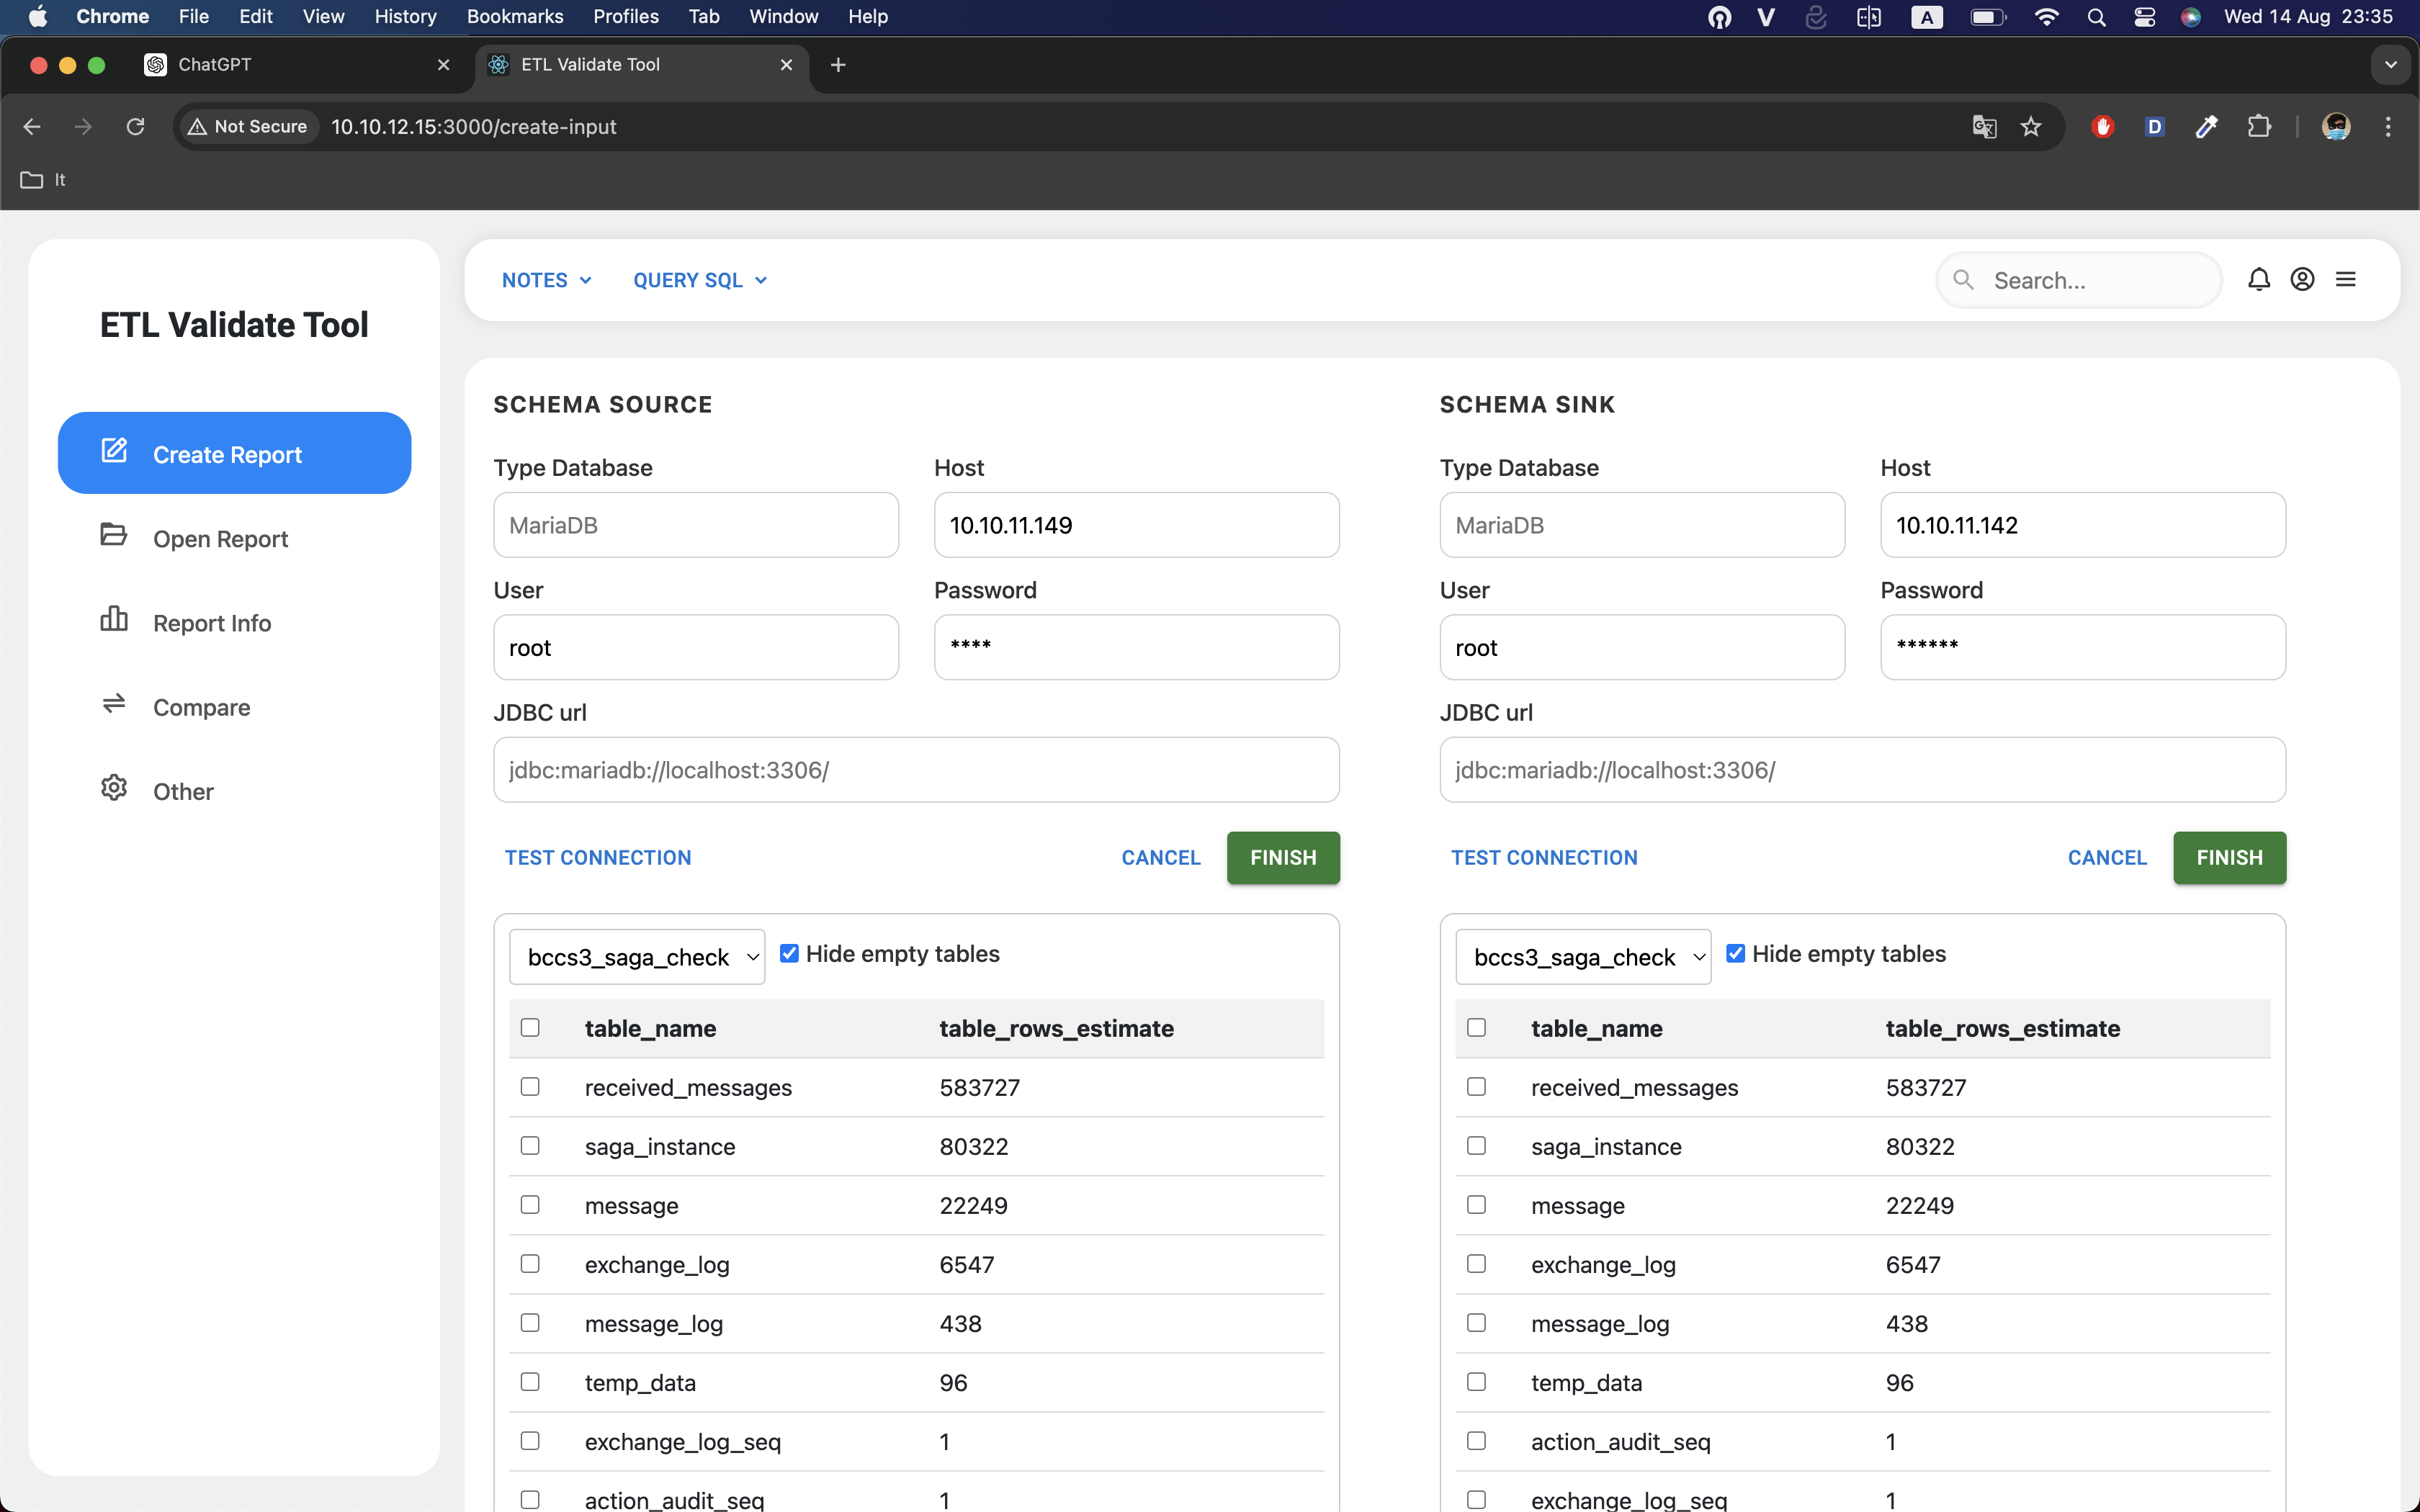 Chrome File Edit View History Bookmarks Profiles Tab Window Help
V A Wed 14 Aug 23:35
ChatGPT
ETL Validate Tool
Not Secure 10.10.12.15:3000/create-input
D
It
ETL Validate Tool
Create Report
Open Report
Report Info
Compare
Other
NOTES QUERY SQL Search...
SCHEMA SOURCE
Type Database Host
MariaDB 10.10.11.149
User Password
root ****
JDBC url
jdbc:mariadb://localhost:3306/
TEST CONNECTION CANCEL FINISH
bccs3_saga_check Hide empty tables
table_name table_rows_estimate
received_messages 583727
saga_instance 80322
message 22249
exchange_log 6547
message_log 438
temp_data 96
exchange_log_seq 1
action_audit_seq 1
SCHEMA SINK
Type Database Host
MariaDB 10.10.11.142
User Password
root ******
JDBC url
jdbc:mariadb://localhost:3306/
TEST CONNECTION CANCEL FINISH
bccs3_saga_check Hide empty tables
table_name table_rows_estimate
received_messages 583727
saga_instance 80322
message 22249
exchange_log 6547
message_log 438
temp_data 96
action_audit_seq 1
exchange_log_seq 1